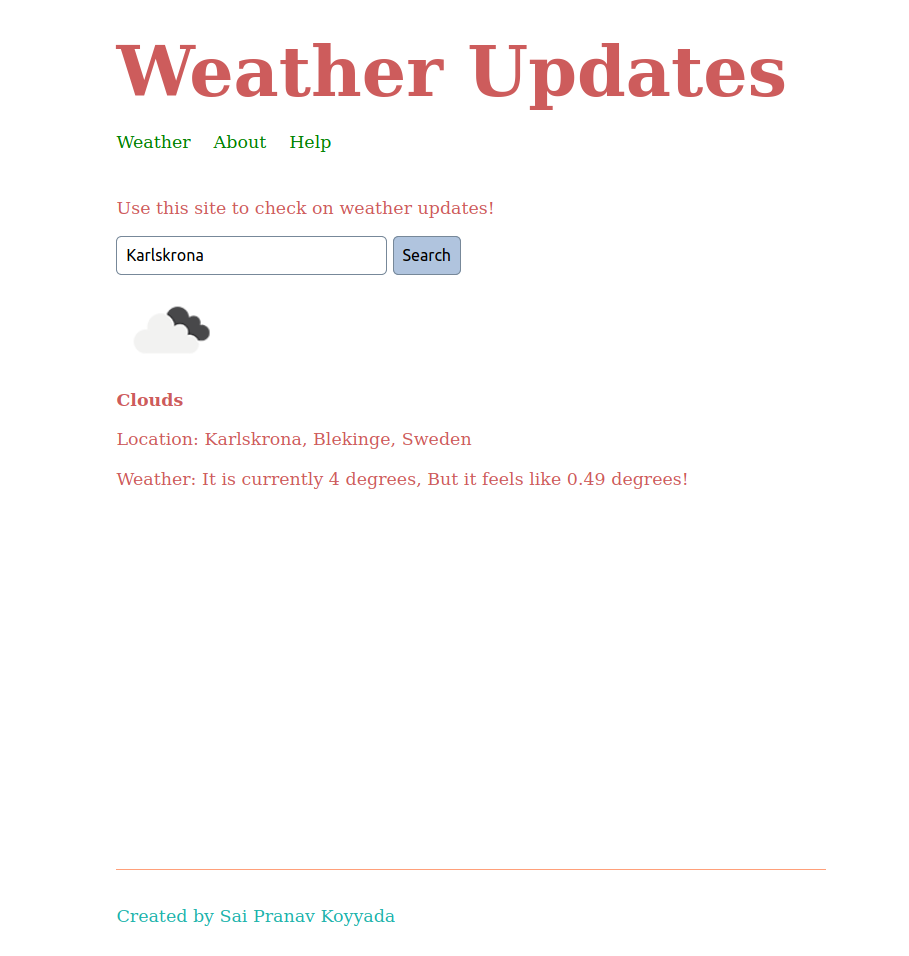 Weather Updates
Weather About Help
Use this site to check on weather updates!
Karlskrona Search
Clouds
Location: Karlskrona, Blekinge, Sweden
Weather: It is currently 4 degrees, But it feels like 0.49 degrees!
Created by Sai Pranav Koyyada